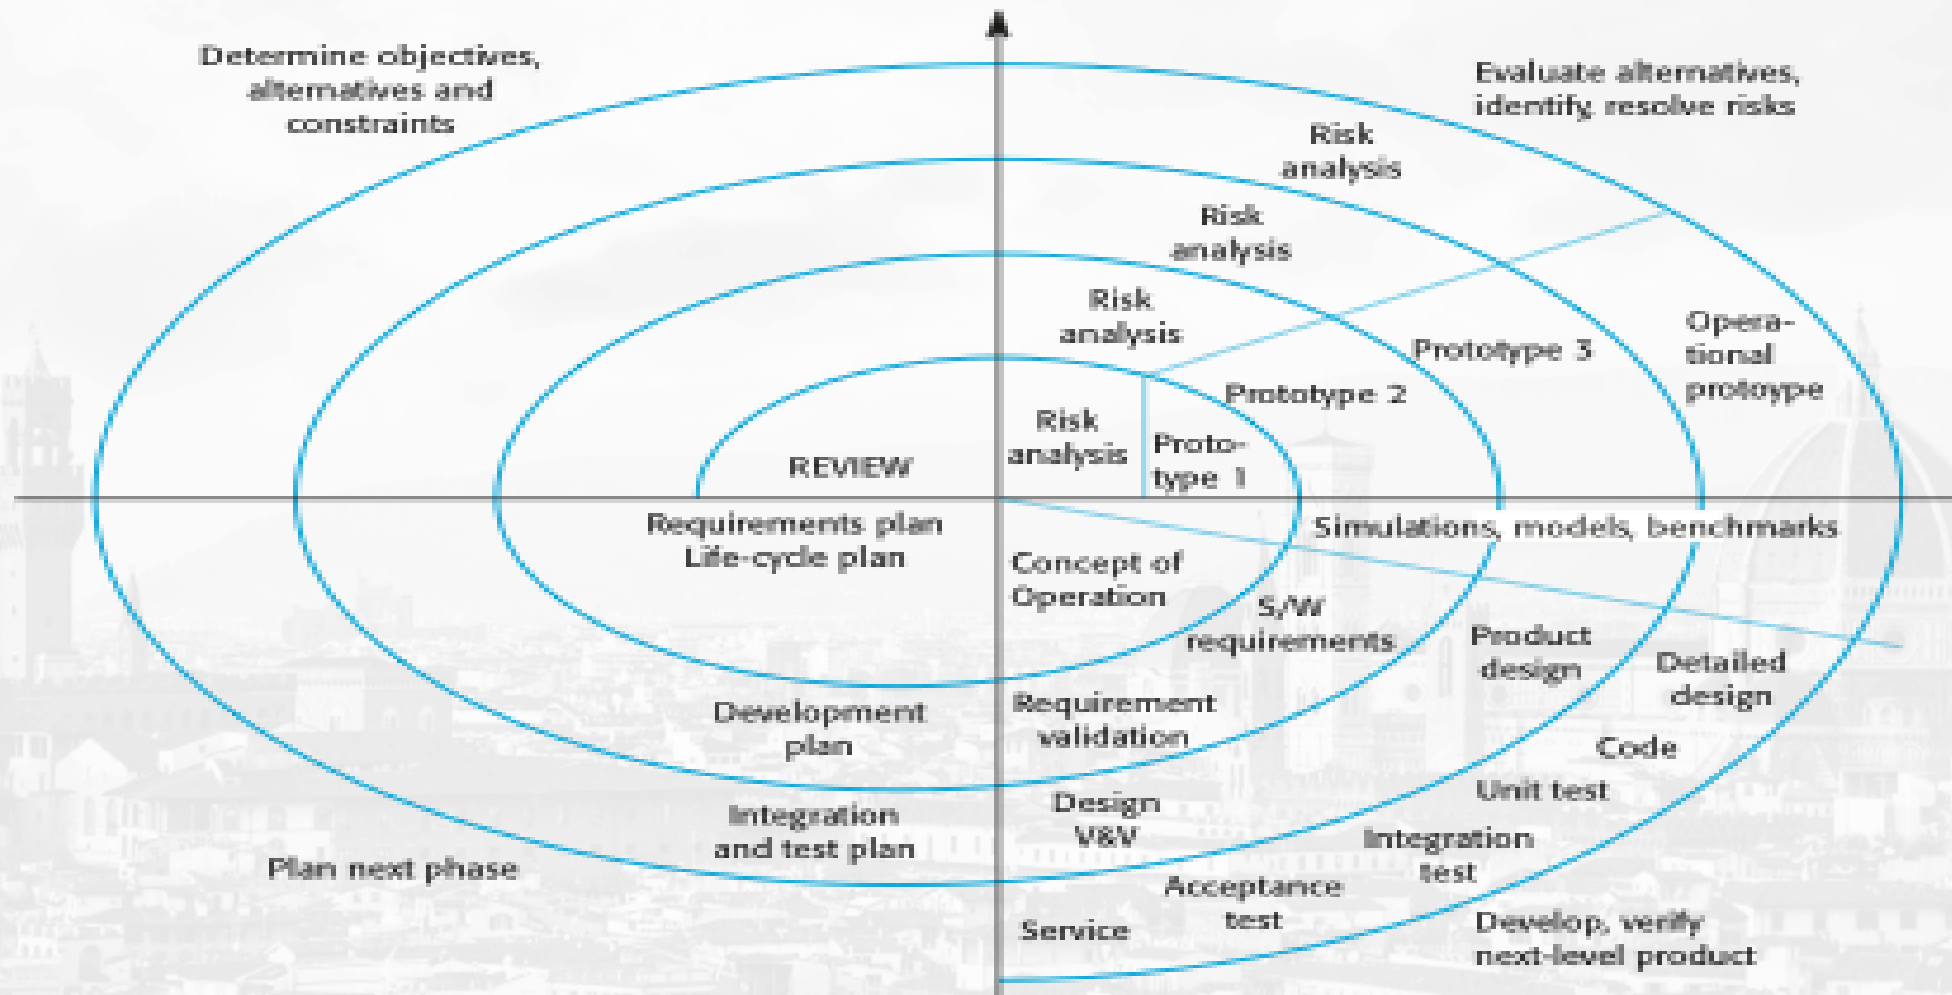 Determine objectives,
alternatives and
constraints
Evaluate alternatives,
identify, resolve risks
Risk
analysis
Risk
analysis
Risk
analysis
Opera-
tional
protoype
Prototype 3
Prototype 2
Risk
analysis
Proto-
type 1
REVIEW
Requirements plan
Life-cycle plan
Simulations, models, benchmarks
Concept of
Operation
S/W
requirements
Product
design
Detailed
design
Development
plan
Requirement
validation
Code
Unit test
Integration
and test plan
Design
V&V
Integration
test
Plan next phase
Acceptance
test
Service
Develop, verify
next-level product